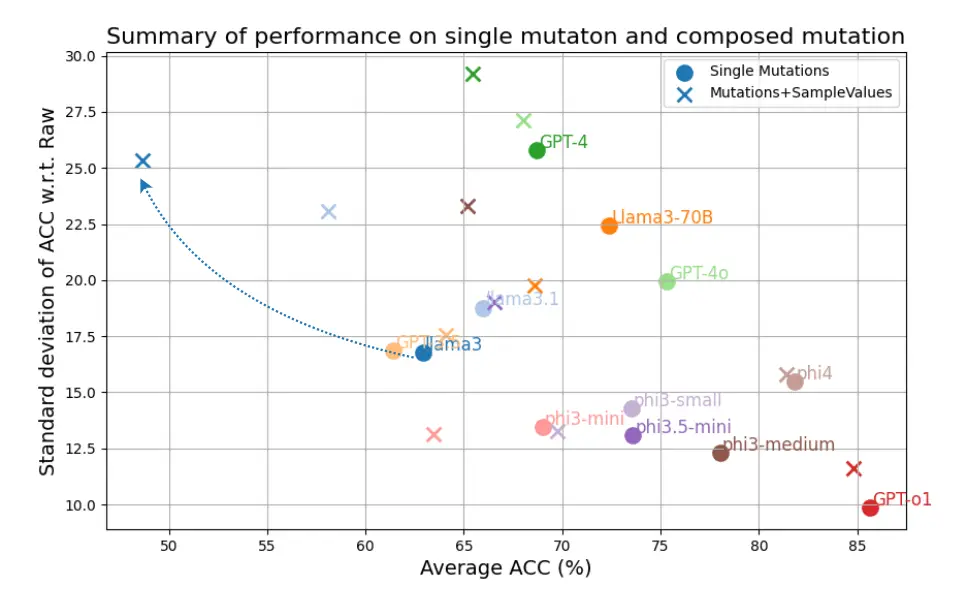 Summary of performance on single mutaton and composed mutation
Standard deviation of ACC w.r.t. Raw
30.0
27.5
25.0
22.5
20.0
17.5
15.0
12.5
10.0
Single Mutations
Mutations+SampleValues
GPT-4
Llama3-70B
GPT-4o
llama3.1
llama3
phi4
phi3-small
phi3-mini
phi3.5-mini
phi3-medium
GPT-o1
50 55 60 65 70 75 80 85
Average ACC (%)